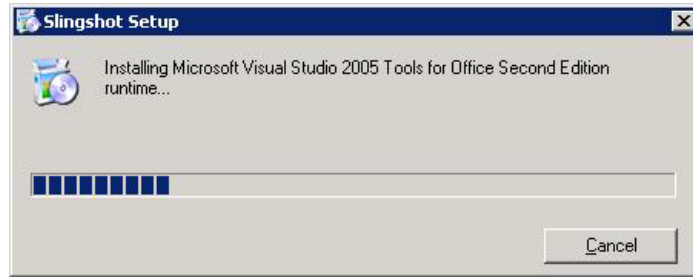 Slingshot Setup
Installing Microsoft Visual Studio 2005 Tools for Office Second Edition
runtime...
Cancel